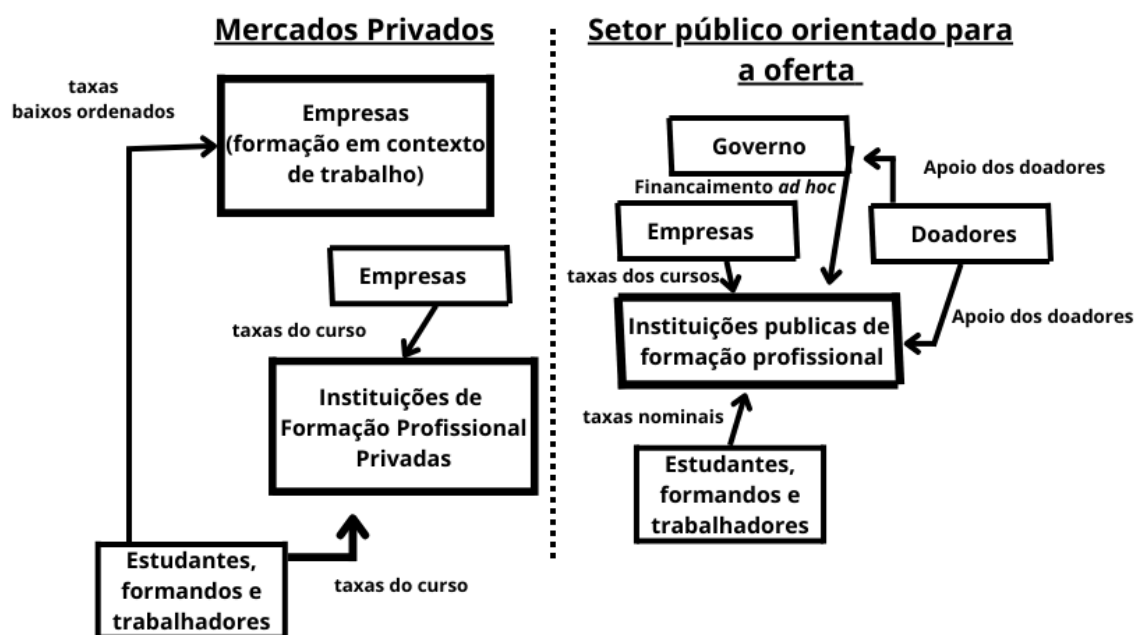 Mercados Privados
taxas
baixos ordenados
Empresas
(formação em contexto
de trabalho)
Empresas
taxas do curso
Instituições de
Formação Profissional
Privadas
Estudantes,
formandos e
trabalhadores
taxas do curso
Setor público orientado para
a oferta
Governo
Apoio dos doadores
Financaimento ad hoc
Empresas
Doadores
taxas dos cursos
Instituições publicas de
formação profissional
Apoio dos doadores
taxas nominais
Estudantes,
formandos e
trabalhadores